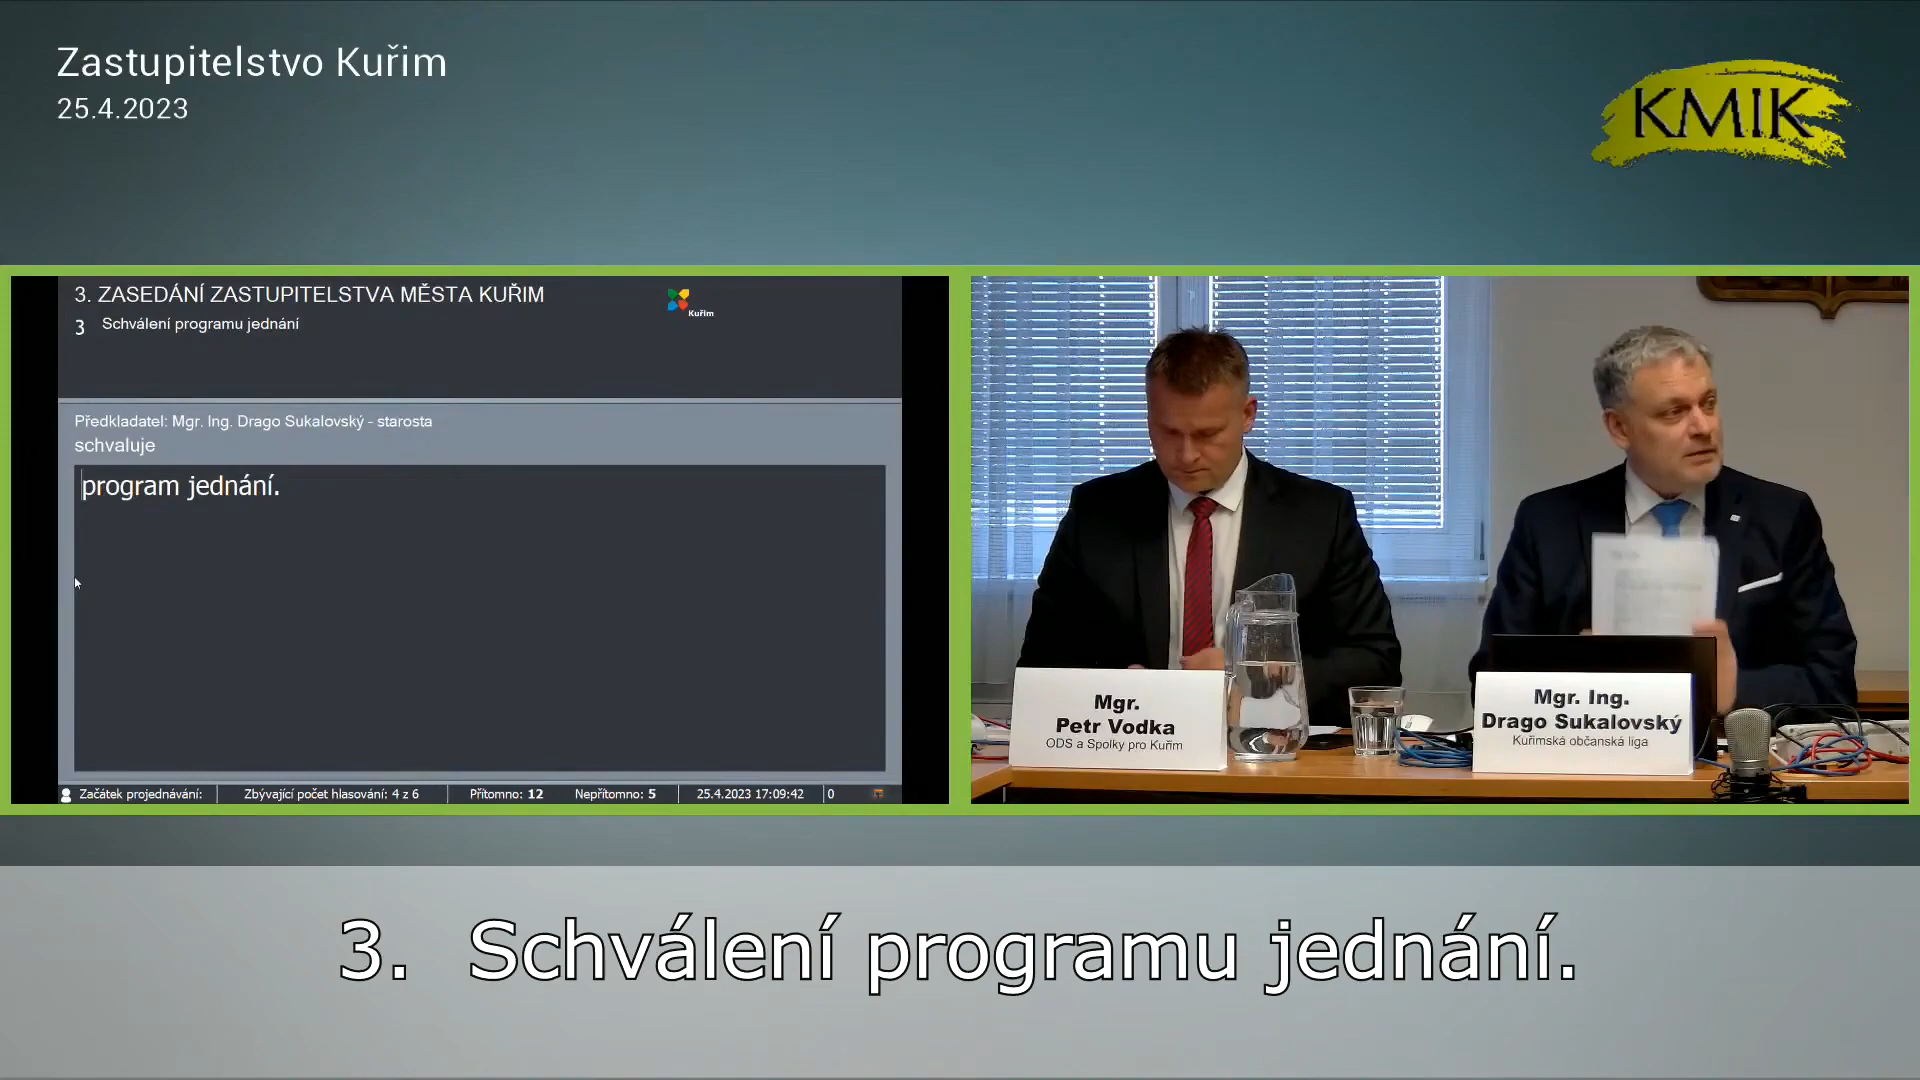 Zastupitelstvo Kuřim
25.4.2023
KMIK
3. ZASEDÁNÍ ZASTUPITELSTVA MĚSTA KUŘIM
3 Schválení programu jednání
Kuřim
Předkladatel: Mgr. Ing. Drago Sukalovský - starosta
schvaluje
program jednání.
Začátek projednávání:
Zbývající počet hlasování: 4 z 6
Přítomno: 12
Nepřítomno: 5
25.4.2023 17:09:42
0
Mgr.
Petr Vodka
ODS a Spolky pro Kuřim
Mgr. Ing.
Drago Sukalovský
Kuřimská občanská liga
3. Schválení programu jednání.